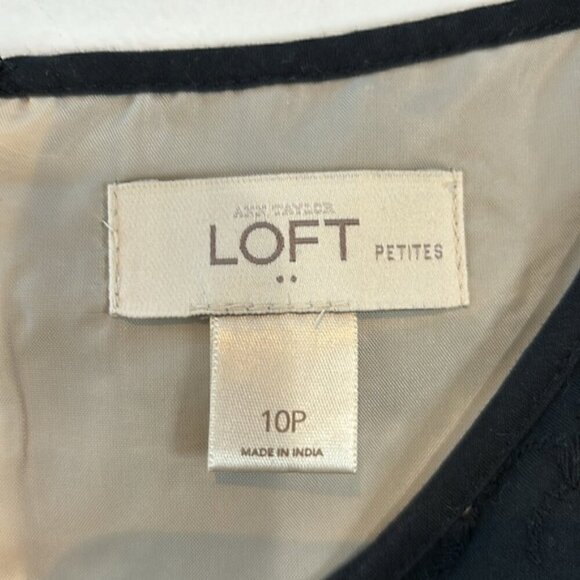 ANN TAYLOR
LOFT PETITES
10P
MADE IN INDIA